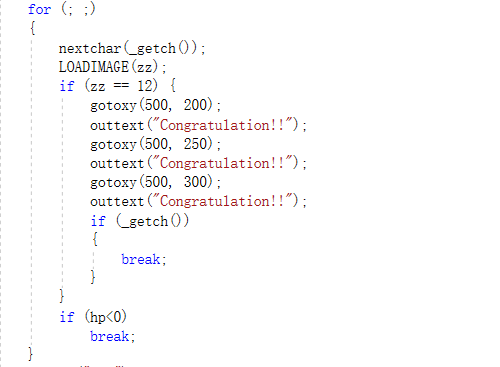 for (; ;)
{
nextchar(_getch());
LOADIMAGE(zz);
if (zz == 12) {
gotoxy(500, 200);
outtext("Congratulation!!");
gotoxy(500, 250);
outtext("Congratulation!!");
gotoxy(500, 300);
outtext("Congratulation!!");
if (_getch())
{
break;
}
}
if (hp<0)
break;
}